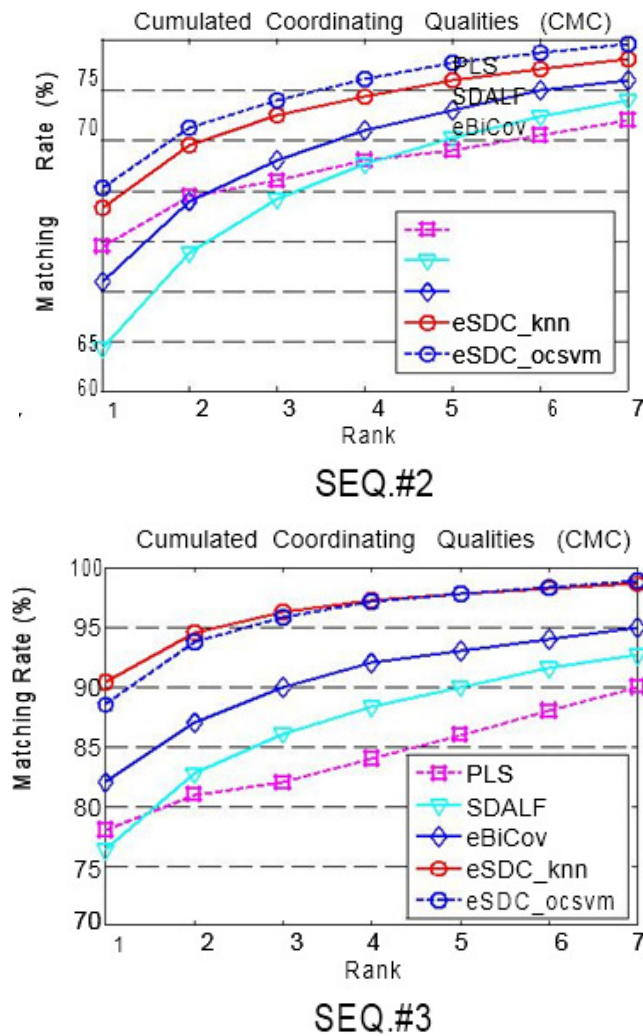 Cumulated Coordinating Qualities (CMC)
Matching Rate (%)
75
70
65
60
PLS
SDALF
eBiCov
eSDC_knn
eSDC_ocsvm
1 2 3 4 5 6 7
Rank
SEQ.#2
Cumulated Coordinating Qualities (CMC)
Matching Rate (%)
100
95
90
85
80
75
70
PLS
SDALF
eBiCov
eSDC_knn
eSDC_ocsvm
1 2 3 4 5 6 7
Rank
SEQ.#3